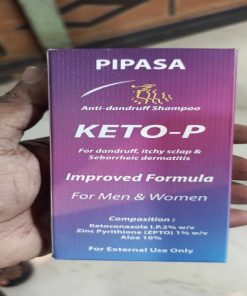 PIPASA
Anti-dandruff Shampoo
KETO-P
For dandruff, itchy sclap &
Seborrheic dermatitis
Improved Formula
For Men & Women
Composition :
Ketoconazole I.P.2% w/v
Zinc Pyrithione (ZPTO) 1% w/v
Aloe 10%
For External Use Only